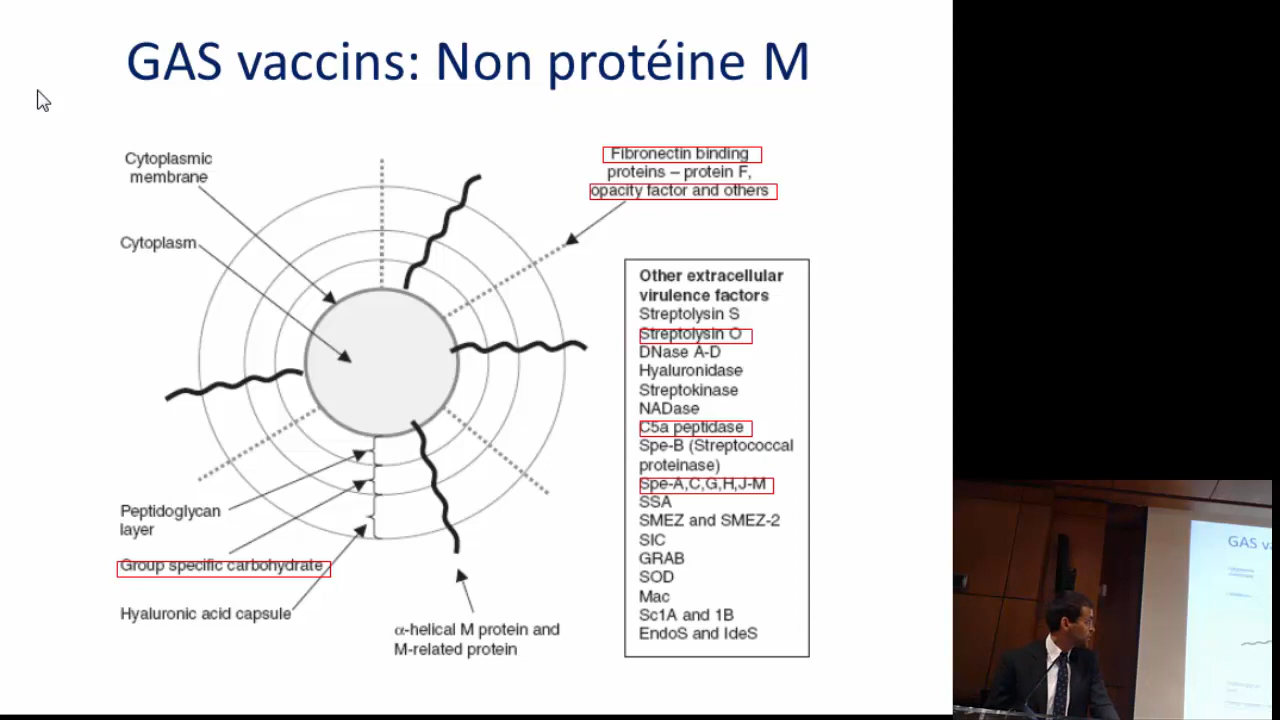 GAS vaccins: Non protéine M
Cytoplasmic
membrane
Cytoplasm
Fibronectin binding
proteins – protein F,
opacity factor and others
Other extracellular
virulence factors
Streptolysin S
Streptolysin O
DNase A-D
Hyaluronidase
Streptokinase
NADase
C5a peptidase
Spe-B (Streptococcal
proteinase)
Spe-A,C,G,H,J-M
SSA
SMEZ and SMEZ-2
SIC
GRAB
SOD
Mac
Sc1A and 1B
EndoS and IdeS
Peptidoglycan
layer
Group specific carbohydrate
Hyaluronic acid capsule
α-helical M protein and
M-related protein
GAS